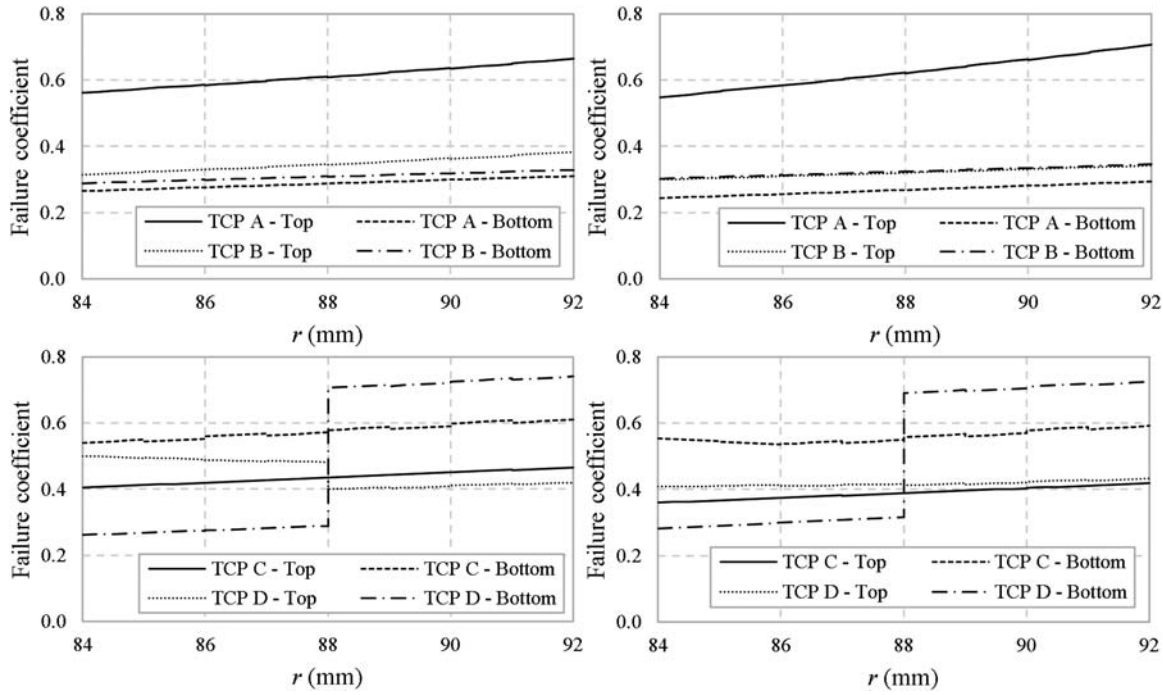 Failure coefficient
0.8
0.6
0.4
0.2
0.0
TCP A - Top
TCP A - Bottom
TCP B - Top
TCP B - Bottom
84 86 88 90 92
r (mm)
Failure coefficient
0.8
0.6
0.4
0.2
0.0
TCP A - Top
TCP A - Bottom
TCP B - Top
TCP B - Bottom
84 86 88 90 92
r (mm)
Failure coefficient
0.8
0.6
0.4
0.2
0.0
TCP C - Top
TCP C - Bottom
TCP D - Top
TCP D - Bottom
84 86 88 90 92
r (mm)
Failure coefficient
0.8
0.6
0.4
0.2
0.0
TCP C - Top
TCP C - Bottom
TCP D - Top
TCP D - Bottom
84 86 88 90 92
r (mm)